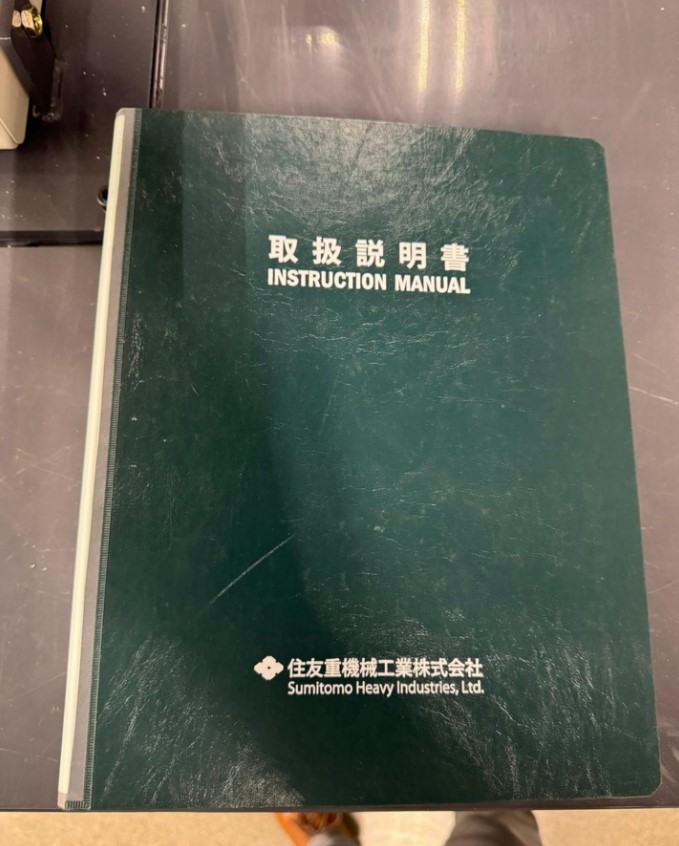 取扱説明書
INSTRUCTION MANUAL
住友重機械工業株式会社
Sumitomo Heavy Industries, Ltd.